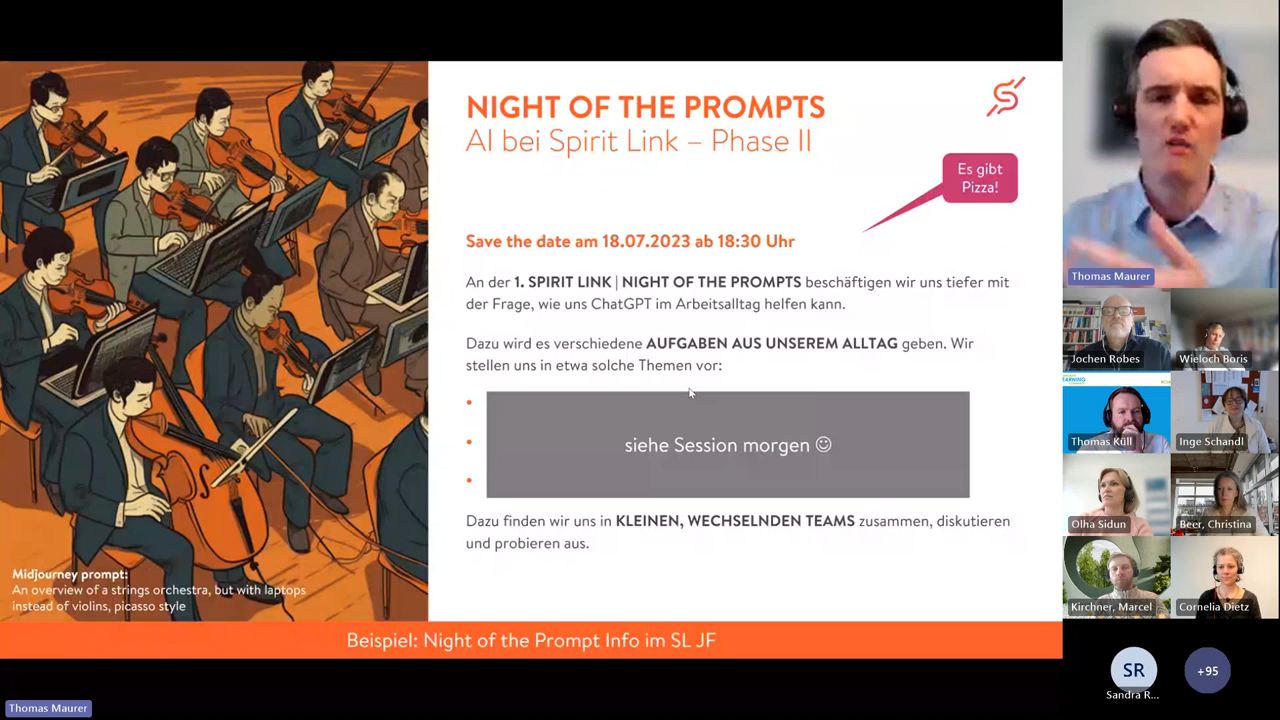 NIGHT OF THE PROMPTS
AI bei Spirit Link – Phase II
Es gibt
Pizza!
Save the date am 18.07.2023 ab 18:30 Uhr
An der 1. SPIRIT LINK | NIGHT OF THE PROMPTS beschäftigen wir uns tiefer mit
der Frage, wie uns ChatGPT im Arbeitsalltag helfen kann.
Dazu wird es verschiedene AUFGABEN AUS UNSEREM ALLTAG geben. Wir
stellen uns in etwa solche Themen vor:
siehe Session morgen ☺
Dazu finden wir uns in KLEINEN, WECHSELNDEN TEAMS zusammen, diskutieren
und probieren aus.
Midjourney prompt:
An overview of a strings orchestra, but with laptops
instead of violins, picasso style
Beispiel: Night of the Prompt Info im SL JF
Thomas Maurer
Thomas Maurer
Jochen Robes
Wieloch Boris
Thomas Küll
Inge Schandl
Olha Sidun
Beer, Christina
Kirchner, Marcel
Cornelia Dietz
SR
Sandra R...
+95